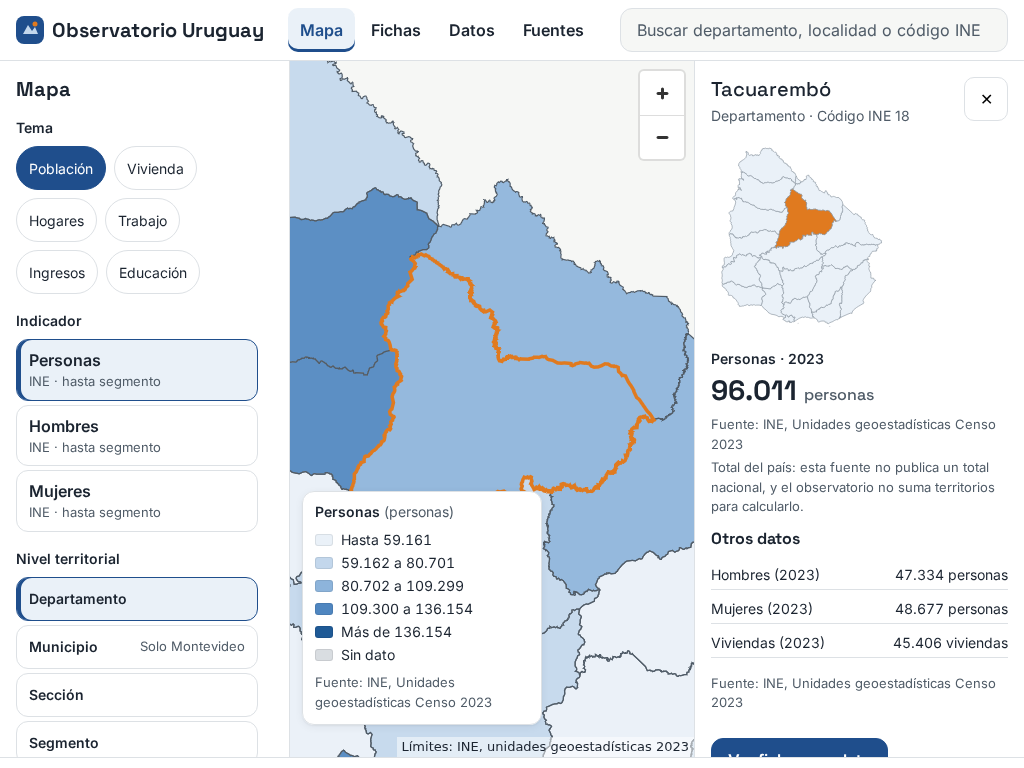 Observatorio Uruguay
Mapa
Fichas
Datos
Fuentes
Buscar departamento, localidad o código INE
Mapa
Tema
Población
Vivienda
Hogares
Trabajo
Ingresos
Educación
Indicador
Personas
INE · hasta segmento
Hombres
INE · hasta segmento
Mujeres
INE · hasta segmento
Nivel territorial
Departamento
Municipio
Solo Montevideo
Sección
Segmento
+
−
Personas (personas)
Hasta 59.161
59.162 a 80.701
80.702 a 109.299
109.300 a 136.154
Más de 136.154
Sin dato
Fuente: INE, Unidades
geoestadísticas Censo 2023
Límites: INE, unidades geoestadísticas 2023
Tacuarembó
Departamento · Código INE 18
✕
Personas · 2023
96.011 personas
Fuente: INE, Unidades geoestadísticas Censo
2023
Total del país: esta fuente no publica un total
nacional, y el observatorio no suma territorios
para calcularlo.
Otros datos
Hombres (2023) 47.334 personas
Mujeres (2023) 48.677 personas
Viviendas (2023) 45.406 viviendas
Fuente: INE, Unidades geoestadísticas Censo
2023